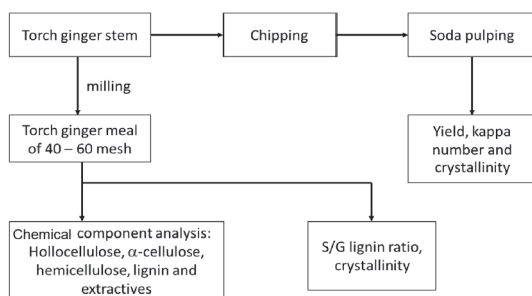 Torch ginger stem
Chipping
Soda pulping
milling
Torch ginger meal
of 40 – 60 mesh
Yield, kappa
number and
crystallinity
Chemical component analysis:
Hollocellulose, α-cellulose,
hemicellulose, lignin and
extractives
S/G lignin ratio,
crystallinity